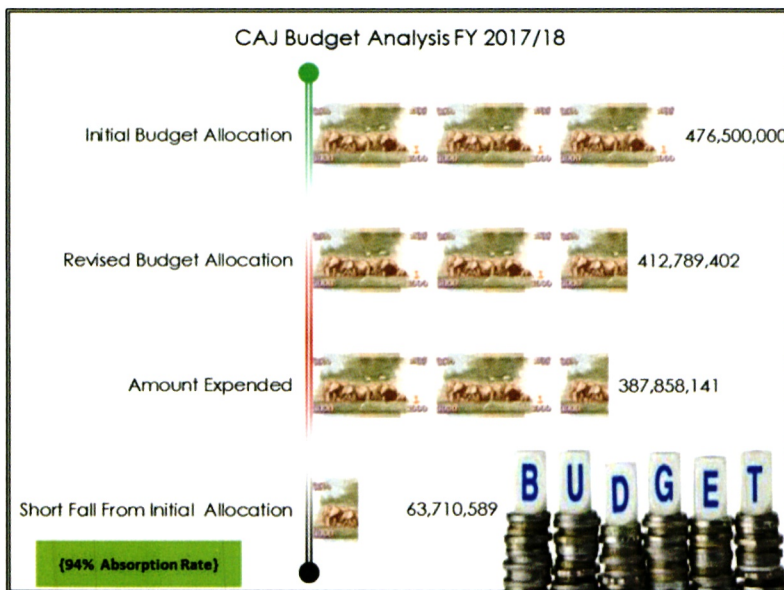 CAJ Budget Analysis FY 2017/18
Initial Budget Allocation 476,500,000
Revised Budget Allocation 412,789,402
Amount Expended 387,858,141
Short Fall From Initial Allocation 63,710,589
{94% Absorption Rate}
BUDGET